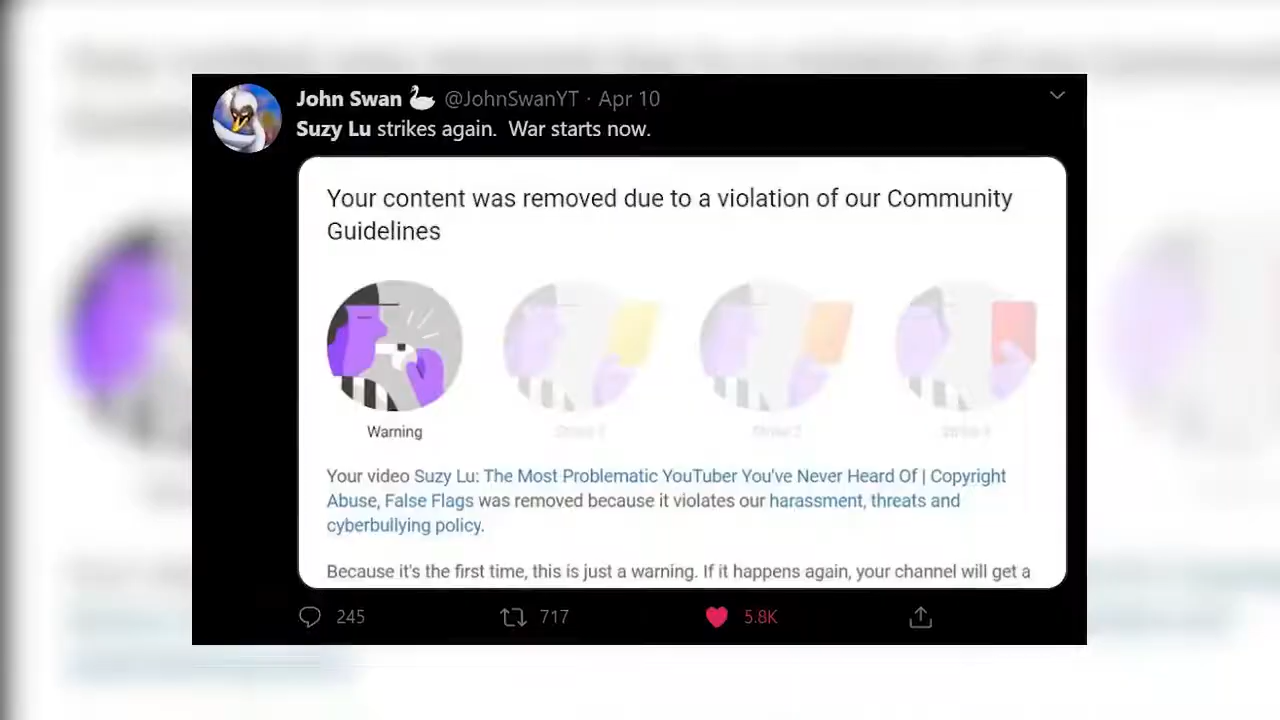 John Swan 🦢 @JohnSwanYT · Apr 10
Suzy Lu strikes again. War starts now.
Your content was removed due to a violation of our Community
Guidelines
Warning
Strike 1
Strike 2
Strike 3
Your video Suzy Lu: The Most Problematic YouTuber You've Never Heard Of | Copyright
Abuse, False Flags was removed because it violates our harassment, threats and
cyberbullying policy.
Because it's the first time, this is just a warning. If it happens again, your channel will get a
245
717
5.8K